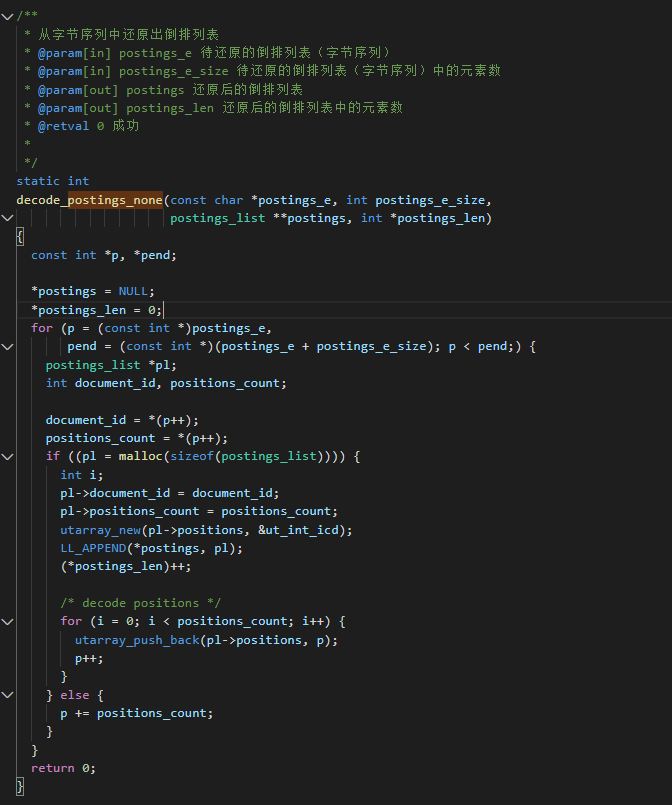 /**
 * 从字节序列中还原出倒排列表
 * @param[in] postings_e 待还原的倒排列表（字节序列）
 * @param[in] postings_e_size 待还原的倒排列表（字节序列）中的元素数
 * @param[out] postings 还原后的倒排列表
 * @param[out] postings_len 还原后的倒排列表中的元素数
 * @retval 0 成功
 *
 */
static int
decode_postings_none(const char *postings_e, int postings_e_size,
                     postings_list **postings, int *postings_len)
{
  const int *p, *pend;

  *postings = NULL;
  *postings_len = 0;
  for (p = (const int *)postings_e,
       pend = (const int *)(postings_e + postings_e_size); p < pend;) {
    postings_list *pl;
    int document_id, positions_count;

    document_id = *(p++);
    positions_count = *(p++);
    if ((pl = malloc(sizeof(postings_list)))) {
      int i;
      pl->document_id = document_id;
      pl->positions_count = positions_count;
      utarray_new(pl->positions, &ut_int_icd);
      LL_APPEND(*postings, pl);
      (*postings_len)++;

      /* decode positions */
      for (i = 0; i < positions_count; i++) {
        utarray_push_back(pl->positions, p);
        p++;
      }
    } else {
      p += positions_count;
    }
  }
  return 0;
}